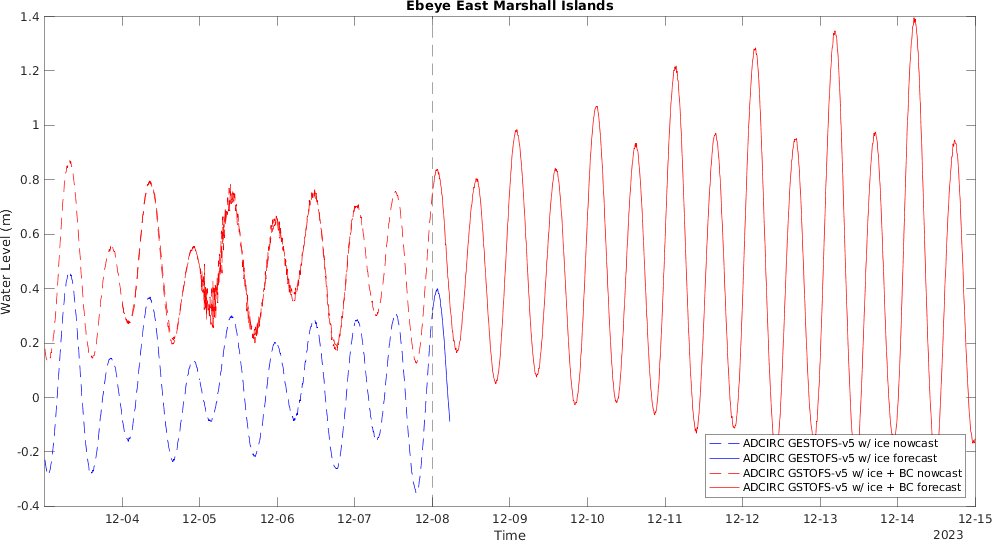 Ebeye East Marshall Islands
1.4
1.2
1
0.8
0.6
0.4
0.2
0
-0.2
-0.4
Water Level (m)
ADCIRC GESTOFS-v5 w/ ice nowcast
ADCIRC GESTOFS-v5 w/ ice forecast
ADCIRC GSTOFS-v5 w/ ice + BC nowcast
ADCIRC GSTOFS-v5 w/ ice + BC forecast
12-04 12-05 12-06 12-07 12-08 12-09 12-10 12-11 12-12 12-13 12-14 12-15
Time
2023